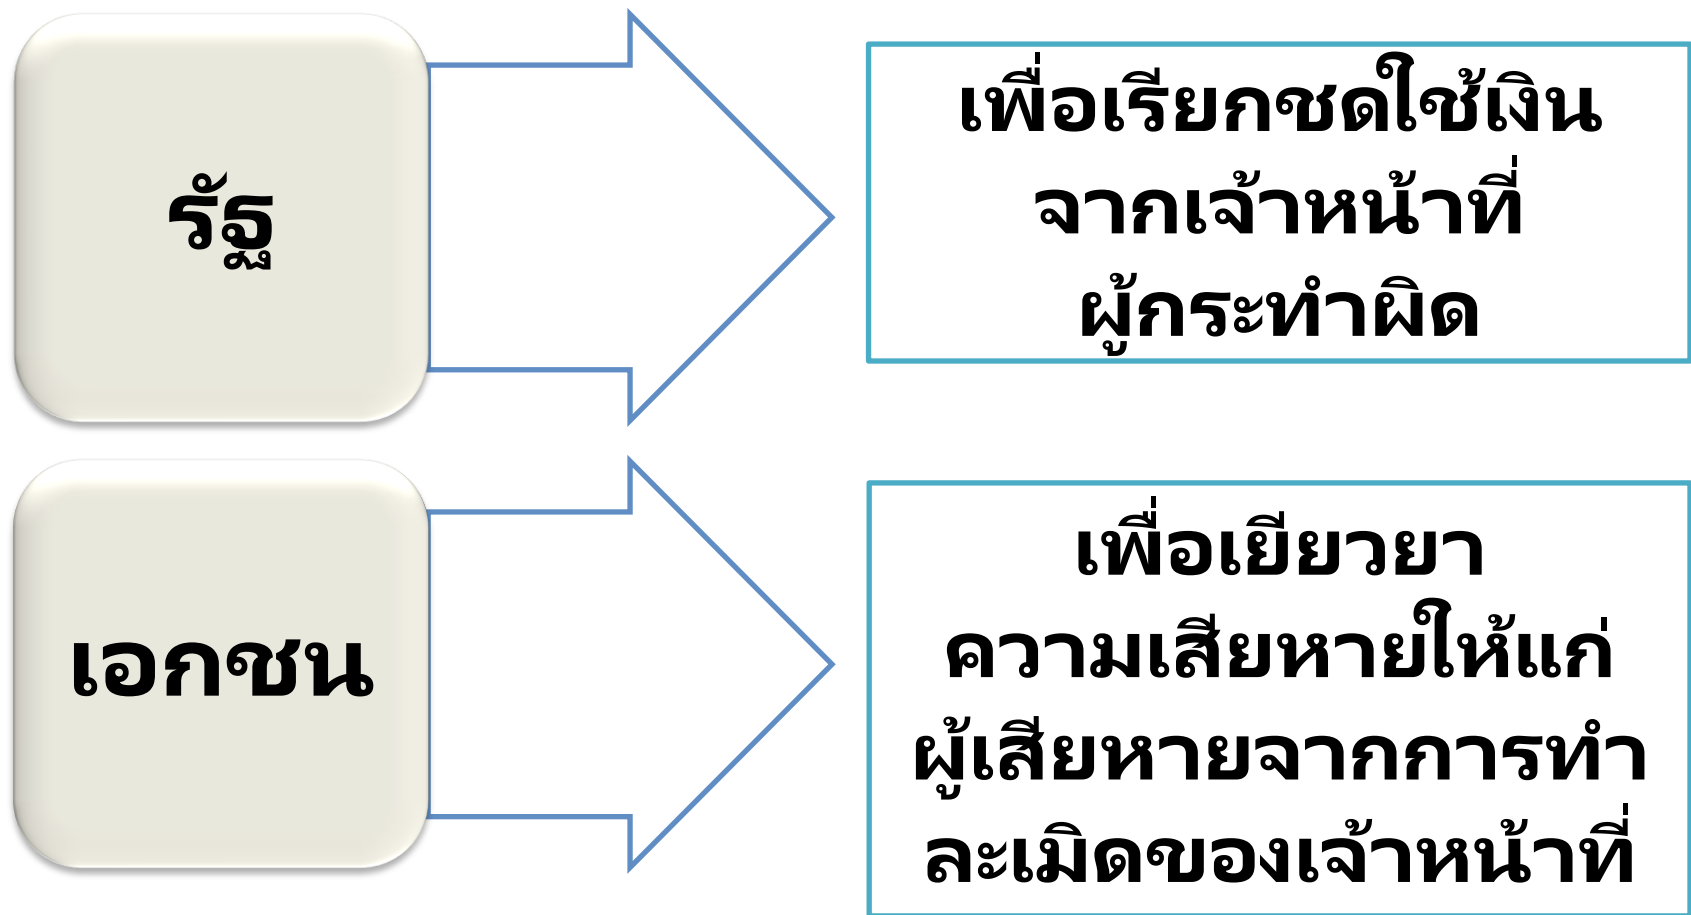 รัฐ
เพื่อเรียกชดใช้เงิน
จากเจ้าหน้าที่
ผู้กระทำผิด
เอกชน
เพื่อเยียวยา
ความเสียหายให้แก่
ผู้เสียหายจากการทำ
ละเมิดของเจ้าหน้าที่